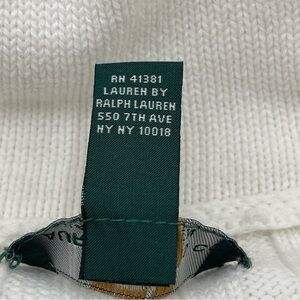 RN 41381
LAUREN BY
RALPH LAUREN
550 7TH AVE
NY NY 10018